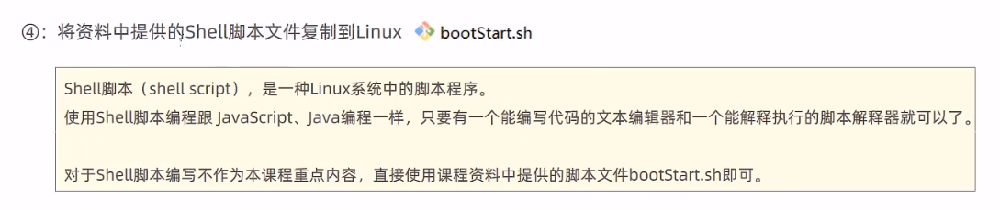 ④：将资料中提供的Shell脚本文件复制到Linux bootStart.sh
Shell脚本（shell script），是一种Linux系统中的脚本程序。
使用Shell脚本编程跟 JavaScript、Java编程一样，只要有一个能编写代码的文本编辑器和一个能解释执行的脚本解释器就可以了。
对于Shell脚本编写不作为本课程重点内容，直接使用课程资料中提供的脚本文件bootStart.sh即可。